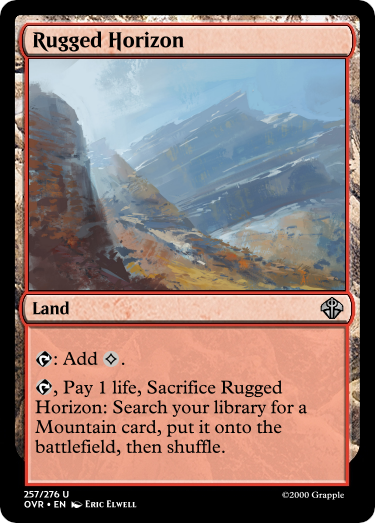 Rugged Horizon
Land
: Add .
, Pay 1 life, Sacrifice Rugged
Horizon: Search your library for a
Mountain card, put it onto the
battlefield, then shuffle.
257/276 U
OVR • EN Eric Elwell
©2000 Grapple